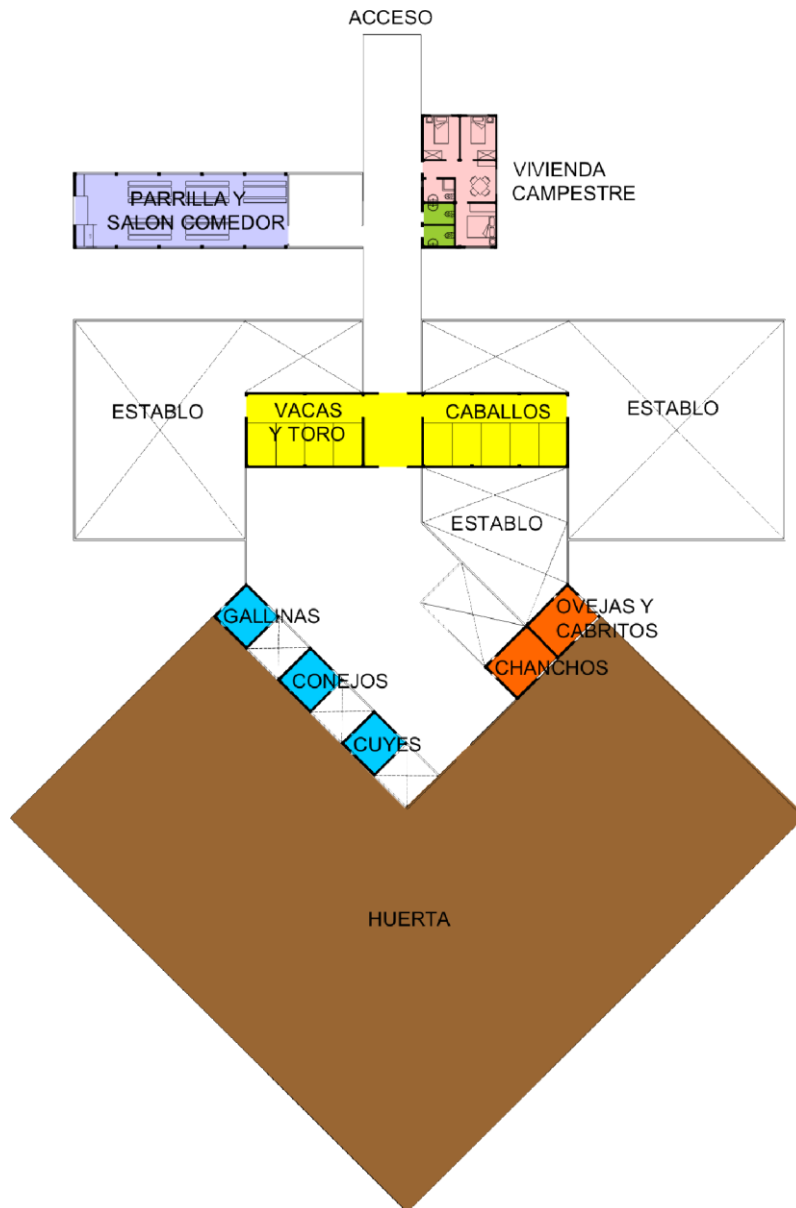 ACCESO
VIVIENDA
CAMPESTRE
PARRILLA Y
SALON COMEDOR
ESTABLO
VACAS
Y TORO
CABALLOS
ESTABLO
ESTABLO
GALLINAS
OVEJAS Y
CABRITOS
CONEJOS
CHANCHOS
CUYES
HUERTA